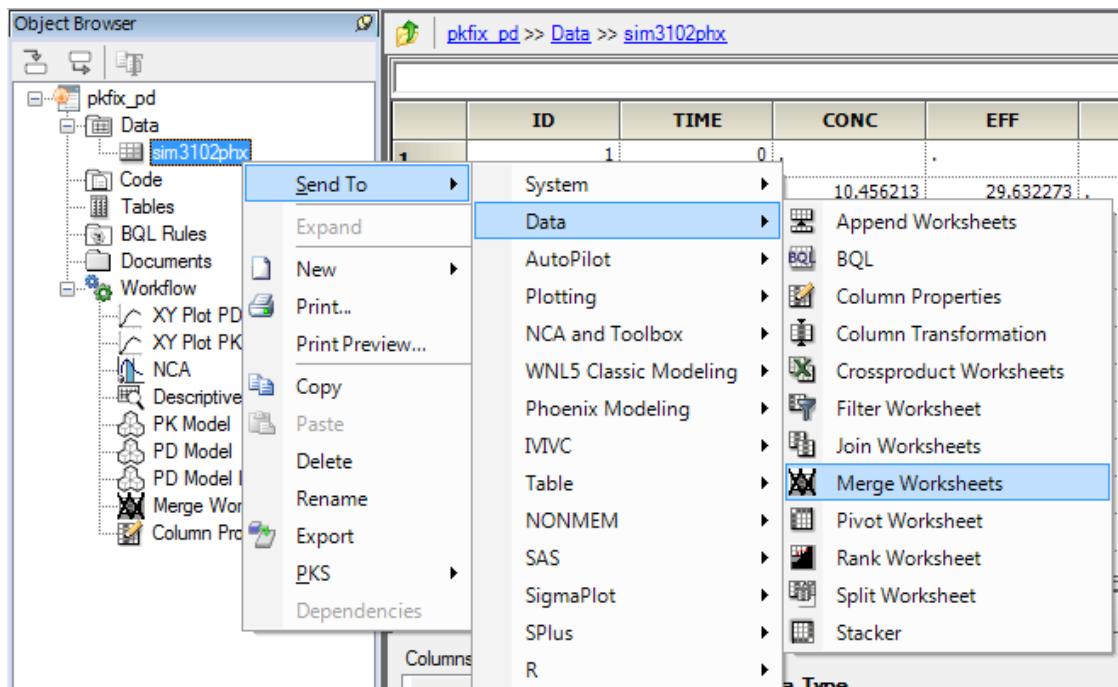 Object Browser
pkfix_pd >> Data >> sim3102phx
pkfix_pd
Data
sim3102phx
Code
Tables
BQL Rules
Documents
Workflow
XY Plot PD
XY Plot PK
NCA
Descriptive
PK Model
PD Model
PD Model
Merge Wor
Column Pro
ID TIME CONC EFF
1 1 0 . .
10.456213 29.632273 .
Send To
Expand
New
Print...
Print Preview...
Copy
Paste
Delete
Rename
Export
PKS
Dependencies
System
Data
AutoPilot
Plotting
NCA and Toolbox
WNL5 Classic Modeling
Phoenix Modeling
IVIVC
Table
NONMEM
SAS
SigmaPlot
SPlus
R
Append Worksheets
BQL
BQL
Column Properties
Column Transformation
Crossproduct Worksheets
Filter Worksheet
Join Worksheets
Merge Worksheets
Pivot Worksheet
Rank Worksheet
Split Worksheet
Stacker
Columns
Type